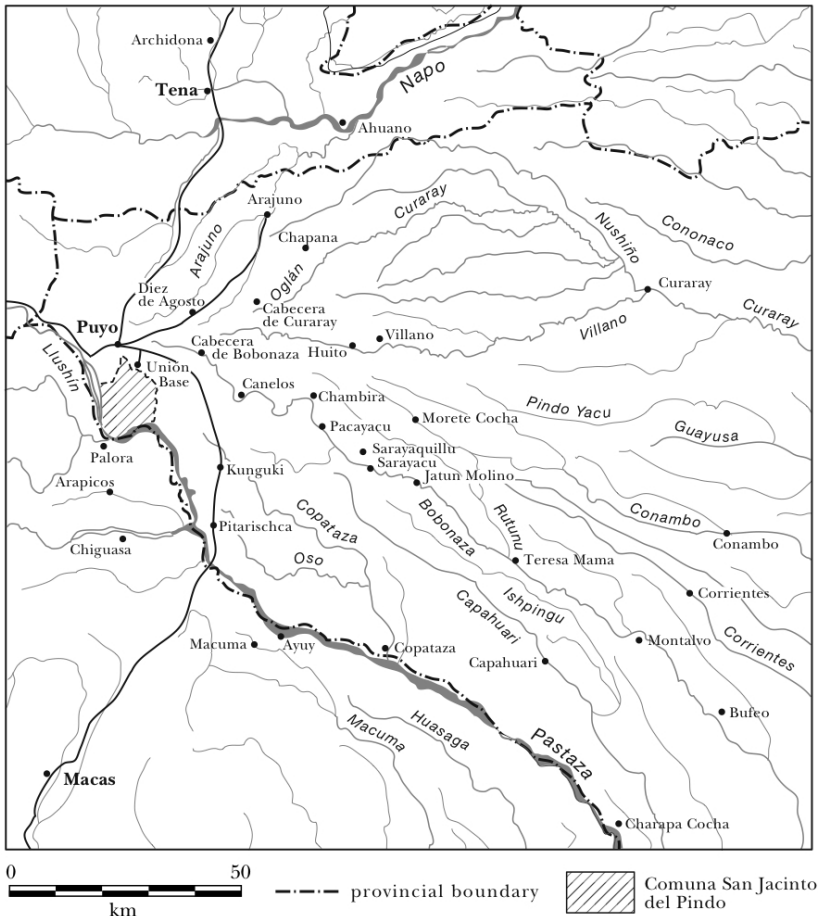 Archidona
Napo
Tena
Ahuano
Arajuno
Curaray
Chapana
Arajuno
Nushiño
Cononaco
Oglán
Diez
de Agosto
Cabecera
de Curaray
Curaray
Curaray
Puyo
Villano
Villano
Huito
Cabecera
de Bobonaza
Llushín
Unión
Base
Canelos
Chambira
Pindo Yacu
Morete Cocha
Guayusa
Pacayacu
Palora
Sarayaquillu
Sarayacu
Kunguki
Jatun Molino
Arapicos
Copataza
Bobonaza
Rutunu
Conambo
Pitarischca
Conambo
Chiguasa
Oso
Teresa Mama
Ishpingu
Corrientes
Capahuari
Corrientes
Macuma
Ayuy
Copataza
Montalvo
Capahuari
Bufeo
Huasaga
Macuma
Pastaza
Macas
Charapa Cocha
0 50
km
provincial boundary
Comuna San Jacinto
del Pindo